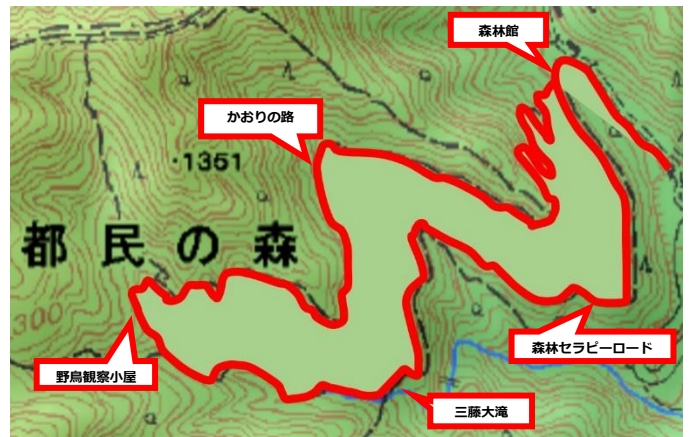 森林館
かおりの路
・1351
都民の森
300
森林セラピーロード
野鳥観察小屋
三藤大滝